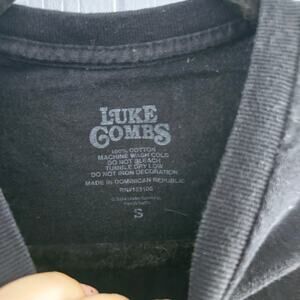 LUKE
COMBS
100% COTTON
MACHINE WASH COLD
DO NOT BLEACH
TUMBLE DRY LOW
DO NOT IRON DECORATION
MADE IN DOMINICAN REPUBLIC
S